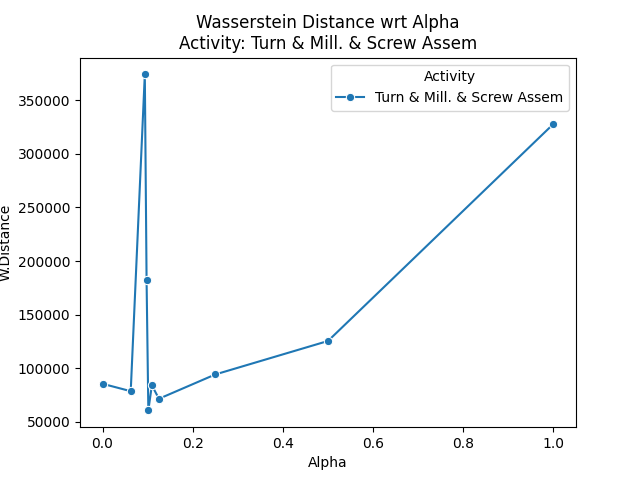 Wasserstein Distance wrt Alpha
Activity: Turn & Mill. & Screw Assem
Activity
Turn & Mill. & Screw Assem
W.Distance
350000
300000
250000
200000
150000
100000
50000
0.0 0.2 0.4 0.6 0.8 1.0
Alpha